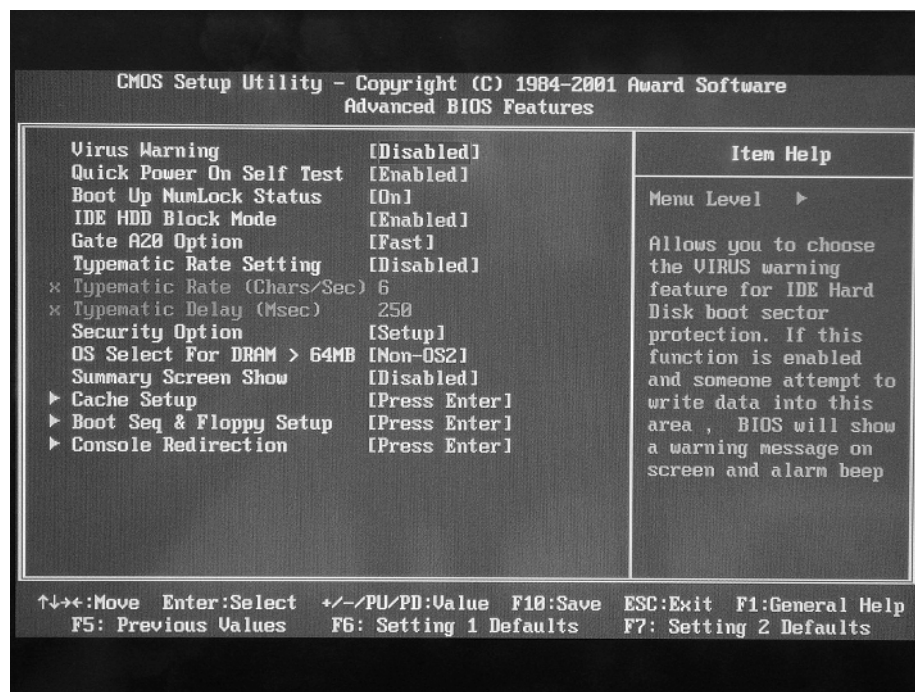 CMOS Setup Utility – Copyright (C) 1984–2001 Award Software
Advanced BIOS Features
Virus Warning [Disabled]
Quick Power On Self Test [Enabled]
Boot Up NumLock Status [On]
IDE HDD Block Mode [Enabled]
Gate A20 Option [Fast]
Typematic Rate Setting [Disabled]
x Typematic Rate (Chars/Sec) 6
x Typematic Delay (Msec) 250
Security Option [Setup]
OS Select For DRAM > 64MB [Non-OS2]
Summary Screen Show [Disabled]
▶ Cache Setup [Press Enter]
▶ Boot Seq & Floppy Setup [Press Enter]
▶ Console Redirection [Press Enter]
Item Help
Menu Level ▶
Allows you to choose
the VIRUS warning
feature for IDE Hard
Disk boot sector
protection. If this
function is enabled
and someone attempt to
write data into this
area , BIOS will show
a warning message on
screen and alarm beep
↑↓→←:Move Enter:Select +/-/PU/PD:Value F10:Save ESC:Exit F1:General Help
F5: Previous Values F6: Setting 1 Defaults F7: Setting 2 Defaults